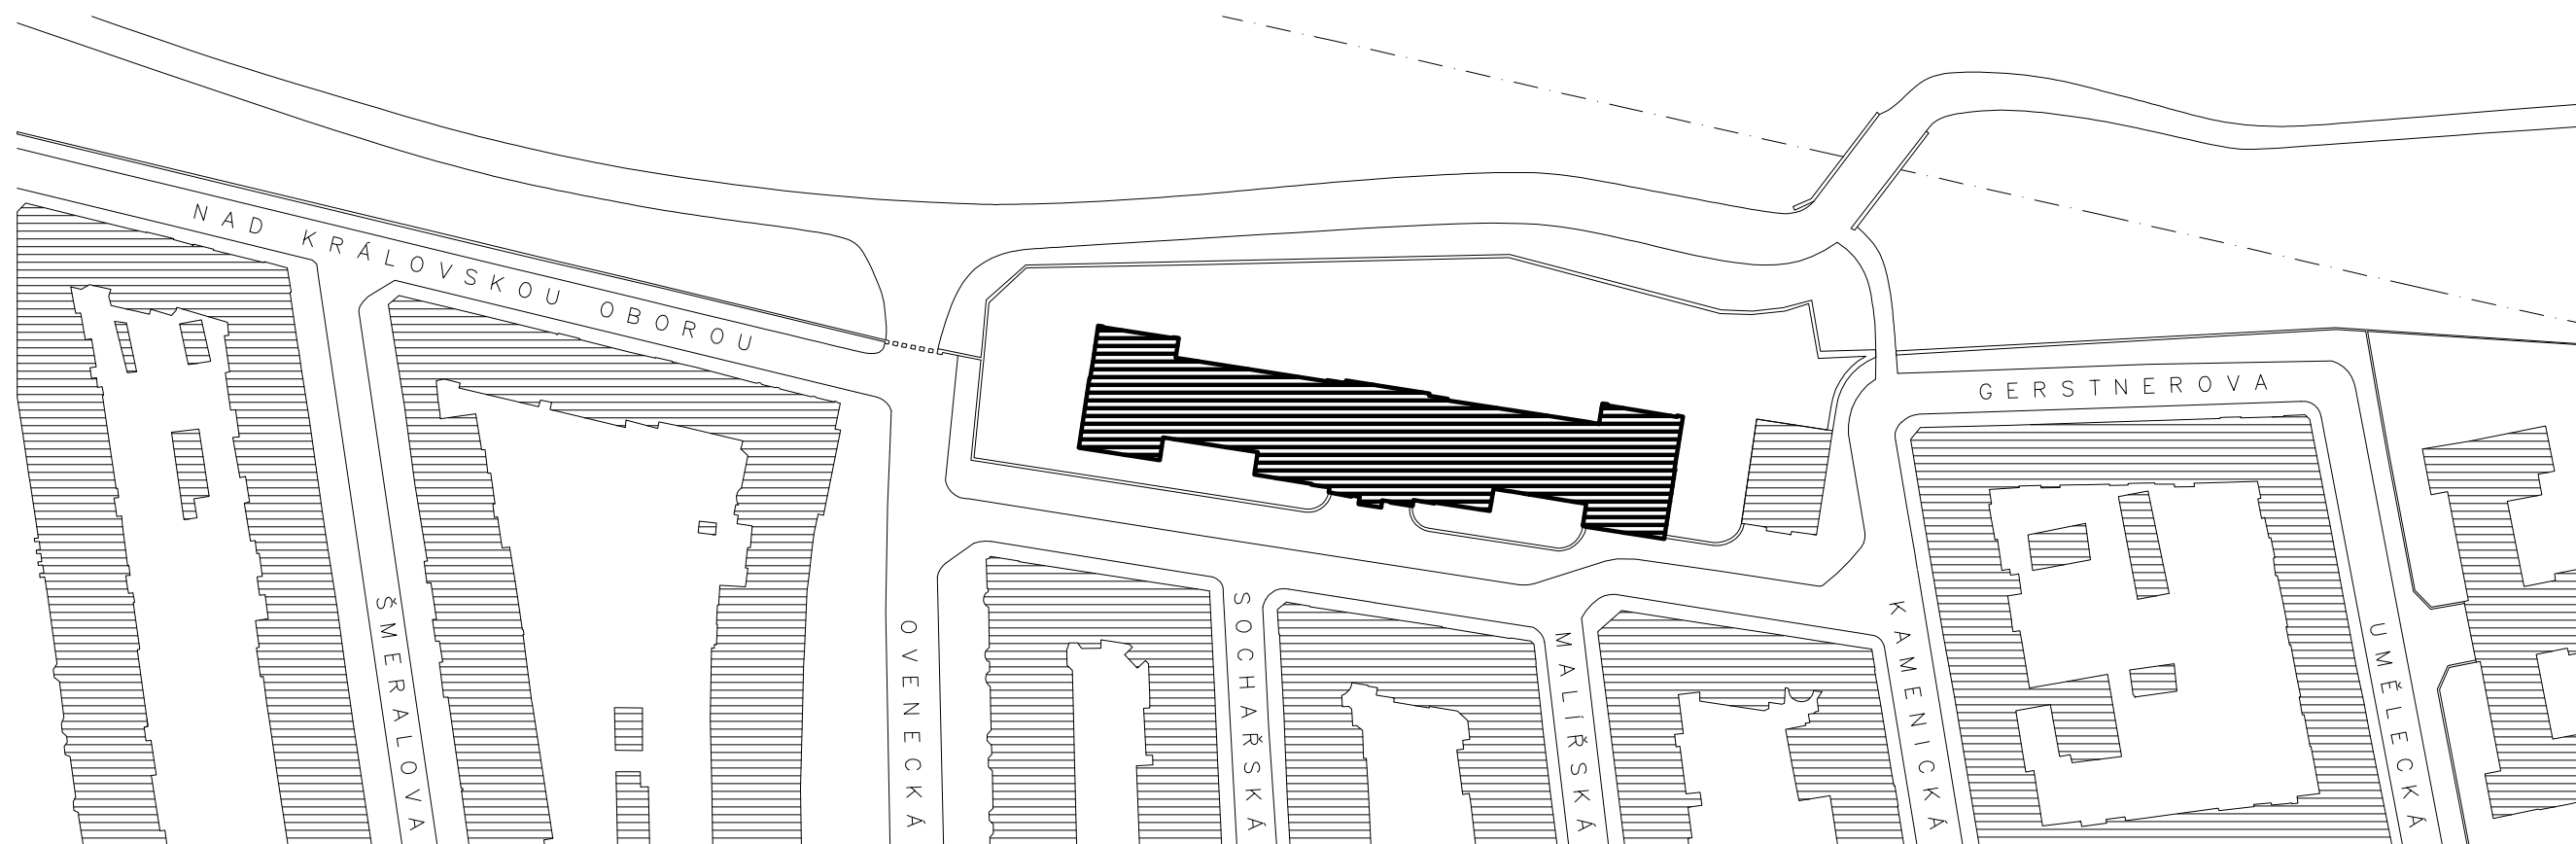 NAD KRÁLOVSKOU OBOROU
GERSTNEROVA
ŠMERALOVA
OVENECKÁ
SOCHAŘSKÁ
MALÍŘSKÁ
KAMENICKÁ
UMĚLECKÁ